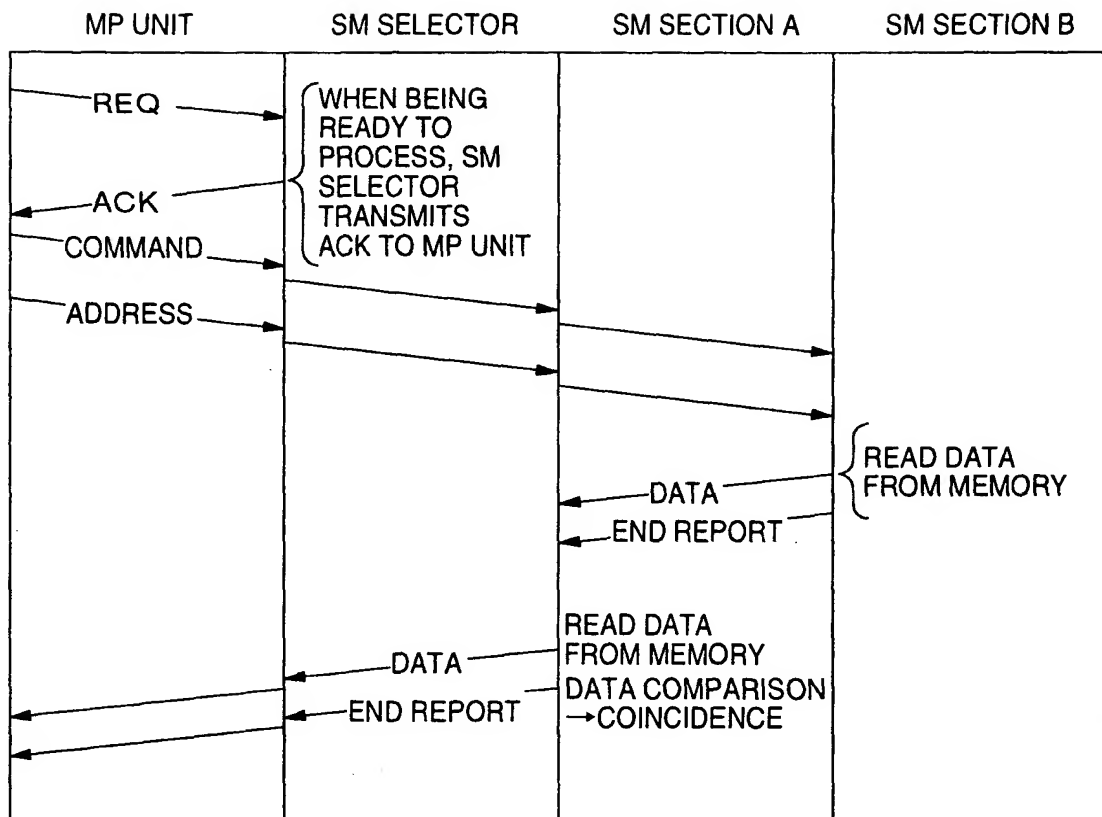 MP UNIT
SM SELECTOR
SM SECTION A
SM SECTION B
REQ
WHEN BEING
READY TO
PROCESS, SM
SELECTOR
TRANSMITS
ACK TO MP UNIT
ACK
COMMAND
ADDRESS
READ DATA
FROM MEMORY
DATA
END REPORT
READ DATA
FROM MEMORY
DATA
DATA COMPARISON
→COINCIDENCE
END REPORT